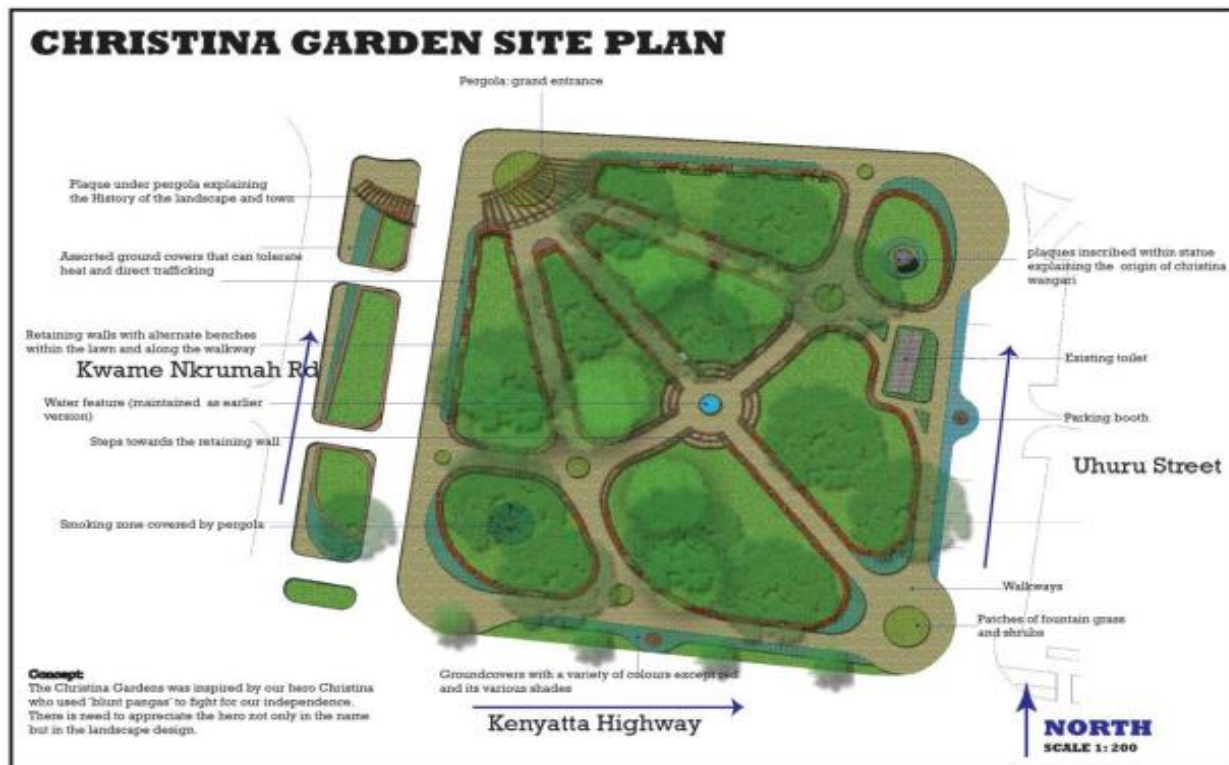 CHRISTINA GARDEN SITE PLAN
Pergola: grand entrance
Plaque under pergola explaining
the History of the landscape and town
Assorted ground covers that can tolerate
heat and direct trafficking
Retaining walls with alternate benches
within the lawn and along the walkway
Kwame Nkrumah Rd
Water feature (maintained as earlier
version)
Steps towards the retaining wall
Smoking zone covered by pergola
plaques inscribed within statue
explaining the origin of christina
wangari
Existing toilet
Parking booth
Uhuru Street
Walkways
Patches of fountain grass
and shrubs
Concept:
The Christina Gardens was inspired by our hero Christina
who used "blunt pangas" to fight for our independence.
There is need to appreciate the hero not only in the name
but in the landscape design.
Groundcovers with a variety of colours except red
and its various shades
Kenyatta Highway
NORTH
SCALE 1: 200